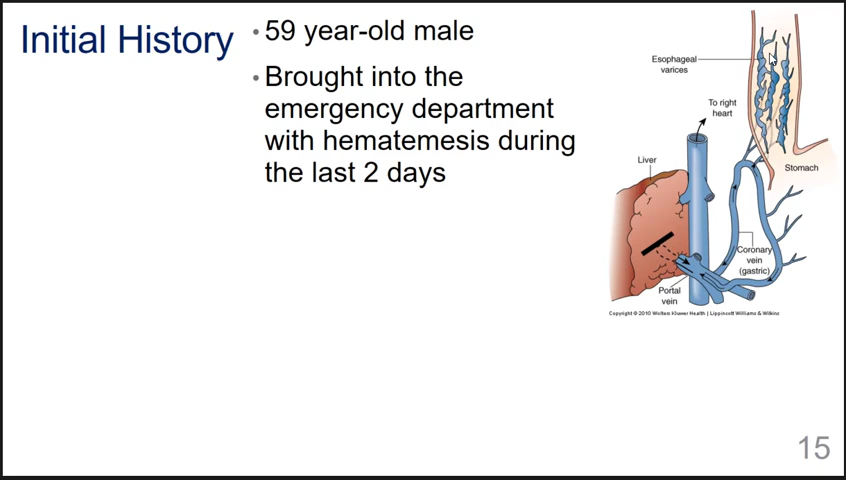 Initial History
• 59 year-old male
• Brought into the
emergency department
with hematemesis during
the last 2 days
Esophageal
varices
To right
heart
Liver
Stomach
Coronary
vein
(gastric)
Portal
vein
Copyright © 2010 Wolters Kluwer Health | Lippincott Williams & Wilkins
15